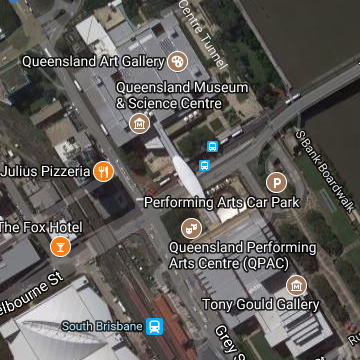 Centre Tunnel
Queensland Art Gallery
Queensland Museum
& Science Centre
S Bank Boardwalk
Julius Pizzeria
P
Performing Arts Car Park
The Fox Hotel
Queensland Performing
Arts Centre (QPAC)
elbourne St
Tony Gould Gallery
South Brisbane
Grey S